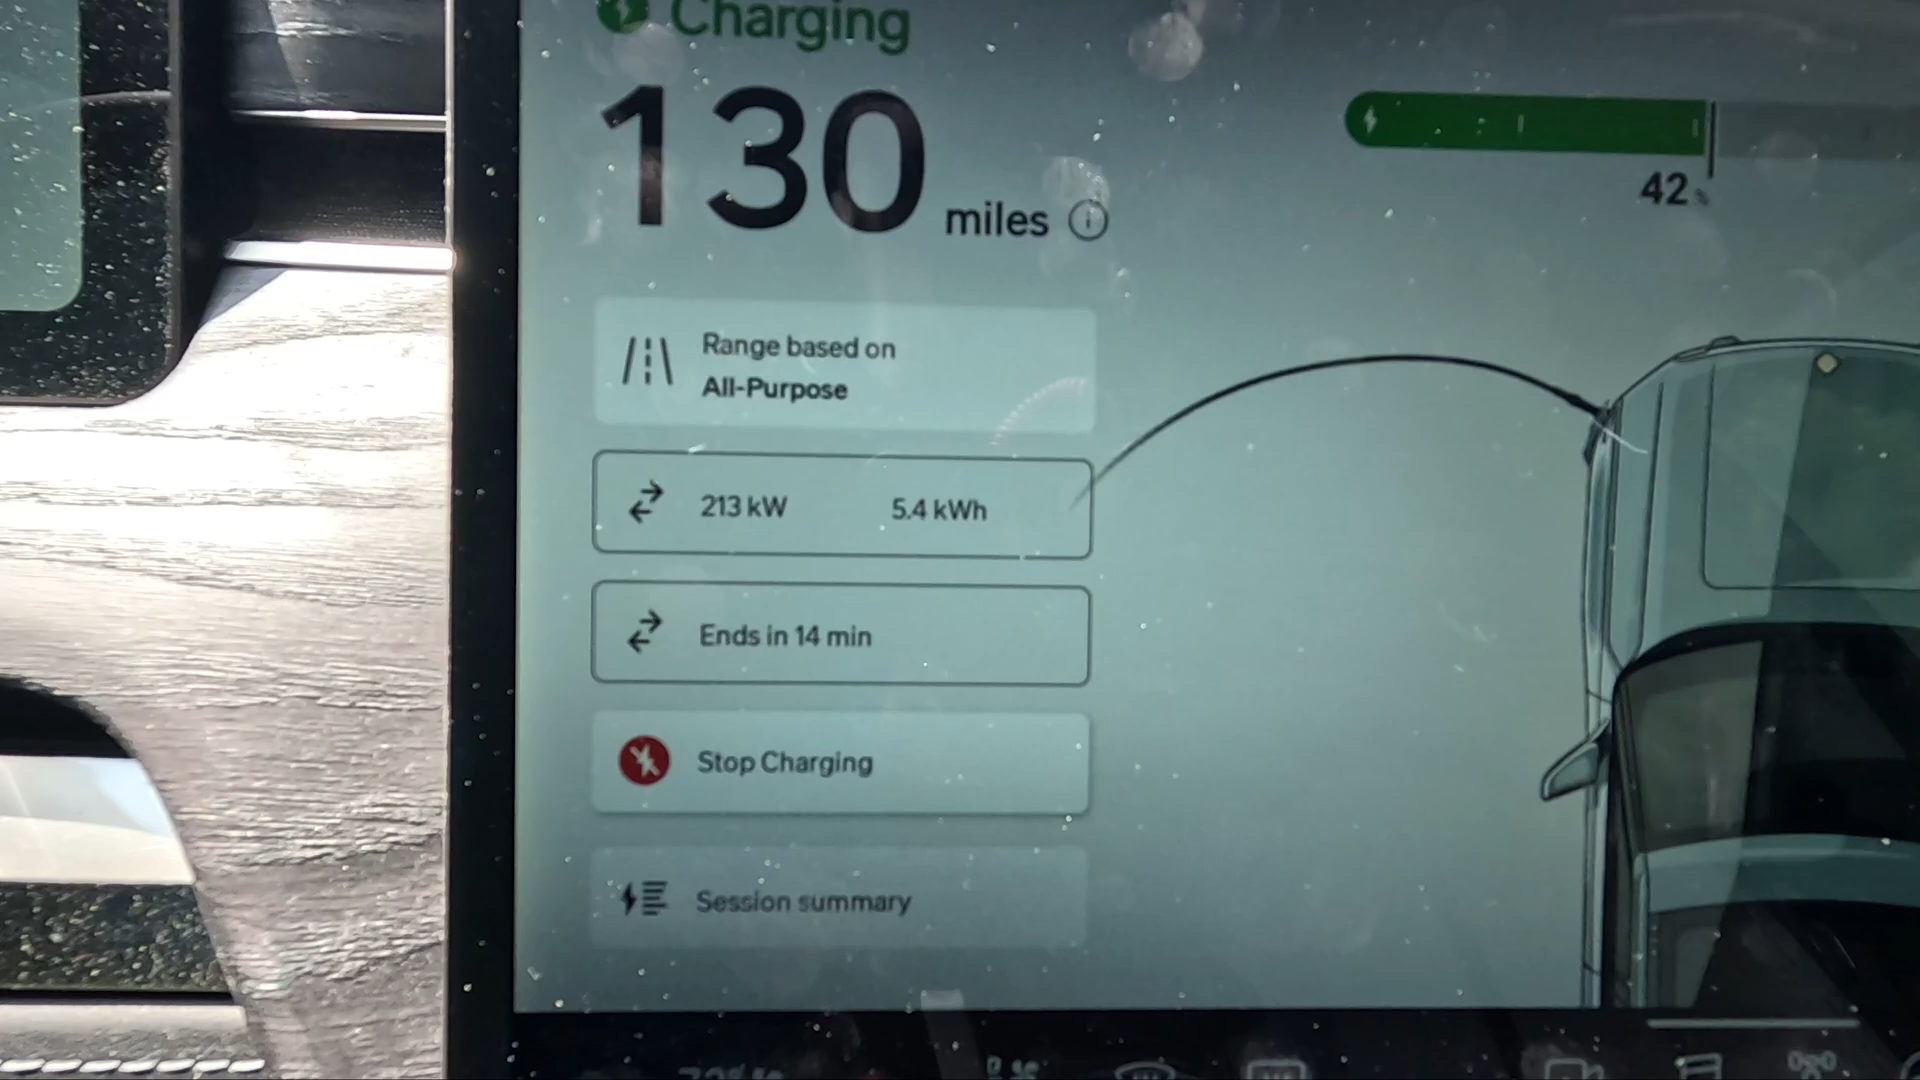 Charging
130 miles
42
Range based on
All-Purpose
213 kW 5.4 kWh
Ends in 14 min
Stop Charging
Session summary